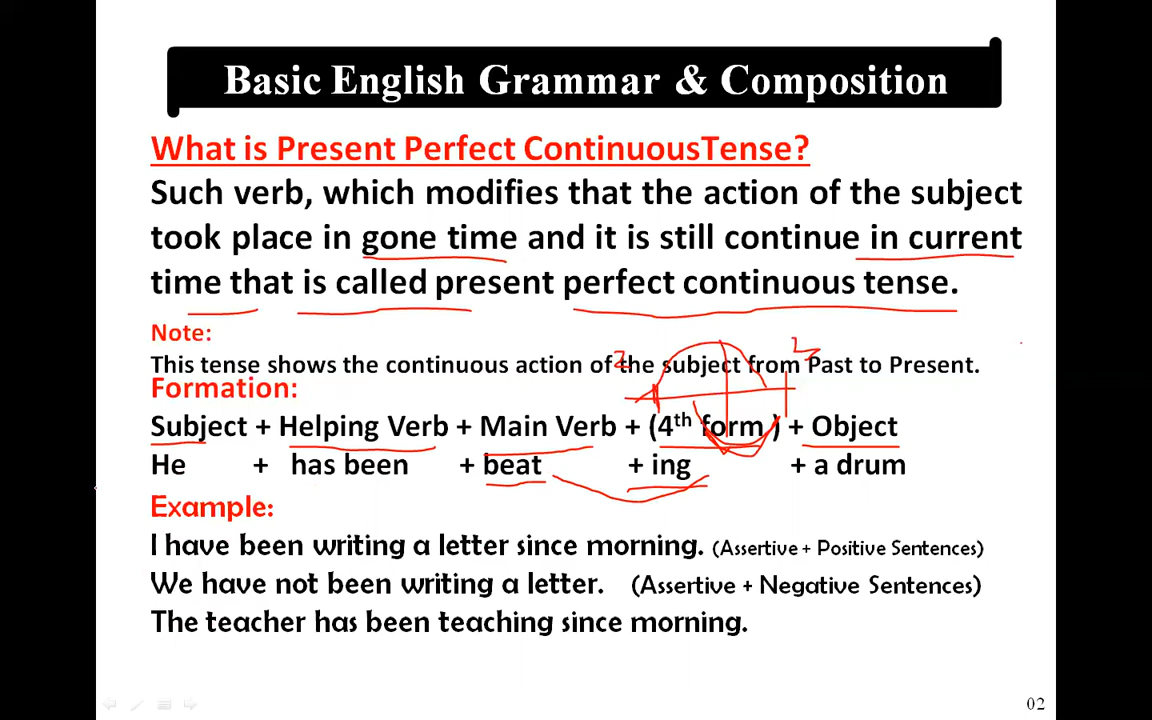 Basic English Grammar & Composition
What is Present Perfect ContinuousTense?
Such verb, which modifies that the action of the subject
took place in gone time and it is still continue in current
time that is called present perfect continuous tense.
Note:
This tense shows the continuous action of the subject from Past to Present.
Formation:
Subject + Helping Verb + Main Verb + (4th form ) + Object
He + has been + beat + ing + a drum
Example:
I have been writing a letter since morning. (Assertive + Positive Sentences)
We have not been writing a letter. (Assertive + Negative Sentences)
The teacher has been teaching since morning.
02